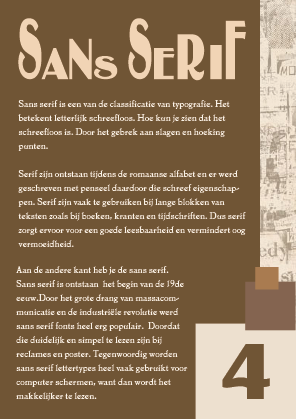 SANS SERIF
Sans serif is een van de classificatie van typografie. Het
betekent letterlijk schreefloos. Hoe kun je zien dat het
schreefloos is. Door het gebrek aan slagen en hoeking
punten.
Serif zijn ontstaan tijdens de romaanse alfabet en er werd
geschreven met penseel daardoor die schreef eigenschap-
pen. Serif zijn vaak te gebruiken bij lange blokken van
teksten zoals bij boeken, kranten en tijdschriften. Dus serif
zorgt ervoor voor een goede leesbaarheid en vermindert oog
vermoeidheid.
Aan de andere kant heb je de sans serif.
Sans serif is ontstaan het begin van de 19de
eeuw.Door het grote drang van massacom-
municatie en de industriële revolutie werd
sans serif fonts heel erg populair. Doordat
die duidelijk en simpel te lezen zijn bij
reclames en poster. Tegenwoordig worden
sans serif lettertypes heel vaak gebruikt voor
computer schermen, want dan wordt het
makkelijker te lezen.
4